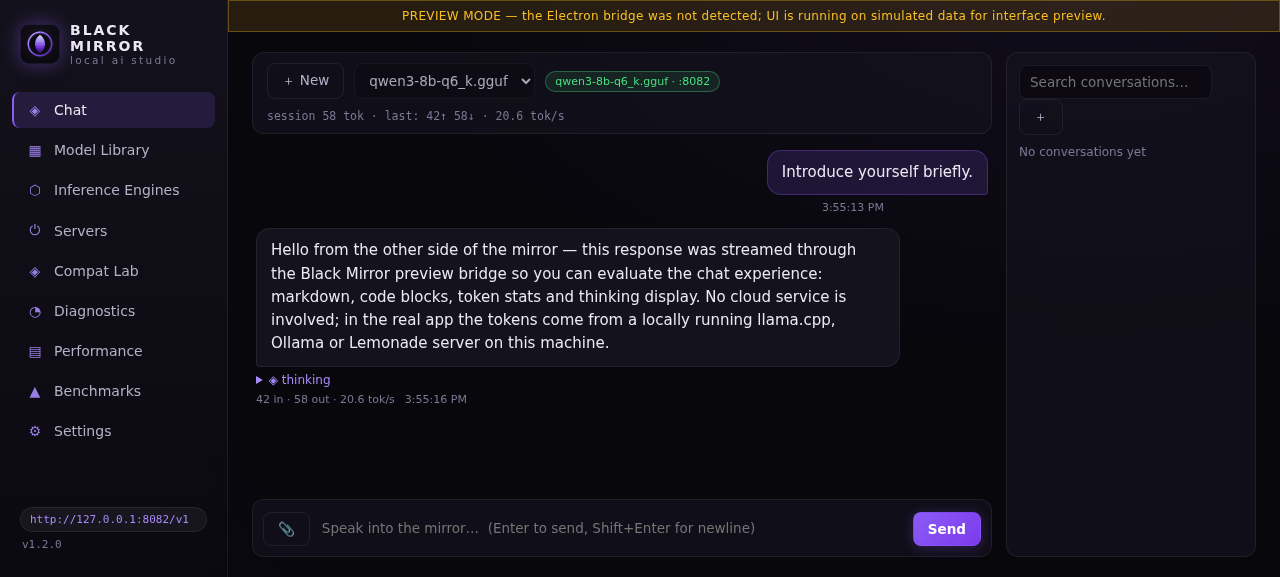 BLACK
MIRROR
local ai studio
Chat
Model Library
Inference Engines
Servers
Compat Lab
Diagnostics
Performance
Benchmarks
Settings
http://127.0.0.1:8082/v1
v1.2.0
PREVIEW MODE — the Electron bridge was not detected; UI is running on simulated data for interface preview.
+ New
qwen3-8b-q6_k.gguf
qwen3-8b-q6_k.gguf · :8082
session 58 tok · last: 42↑ 58↓ · 20.6 tok/s
Introduce yourself briefly.
3:55:13 PM
Hello from the other side of the mirror — this response was streamed through
the Black Mirror preview bridge so you can evaluate the chat experience:
markdown, code blocks, token stats and thinking display. No cloud service is
involved; in the real app the tokens come from a locally running llama.cpp,
Ollama or Lemonade server on this machine.
▶ ◈ thinking
42 in · 58 out · 20.6 tok/s 3:55:16 PM
Speak into the mirror... (Enter to send, Shift+Enter for newline)
Send
Search conversations...
+
No conversations yet